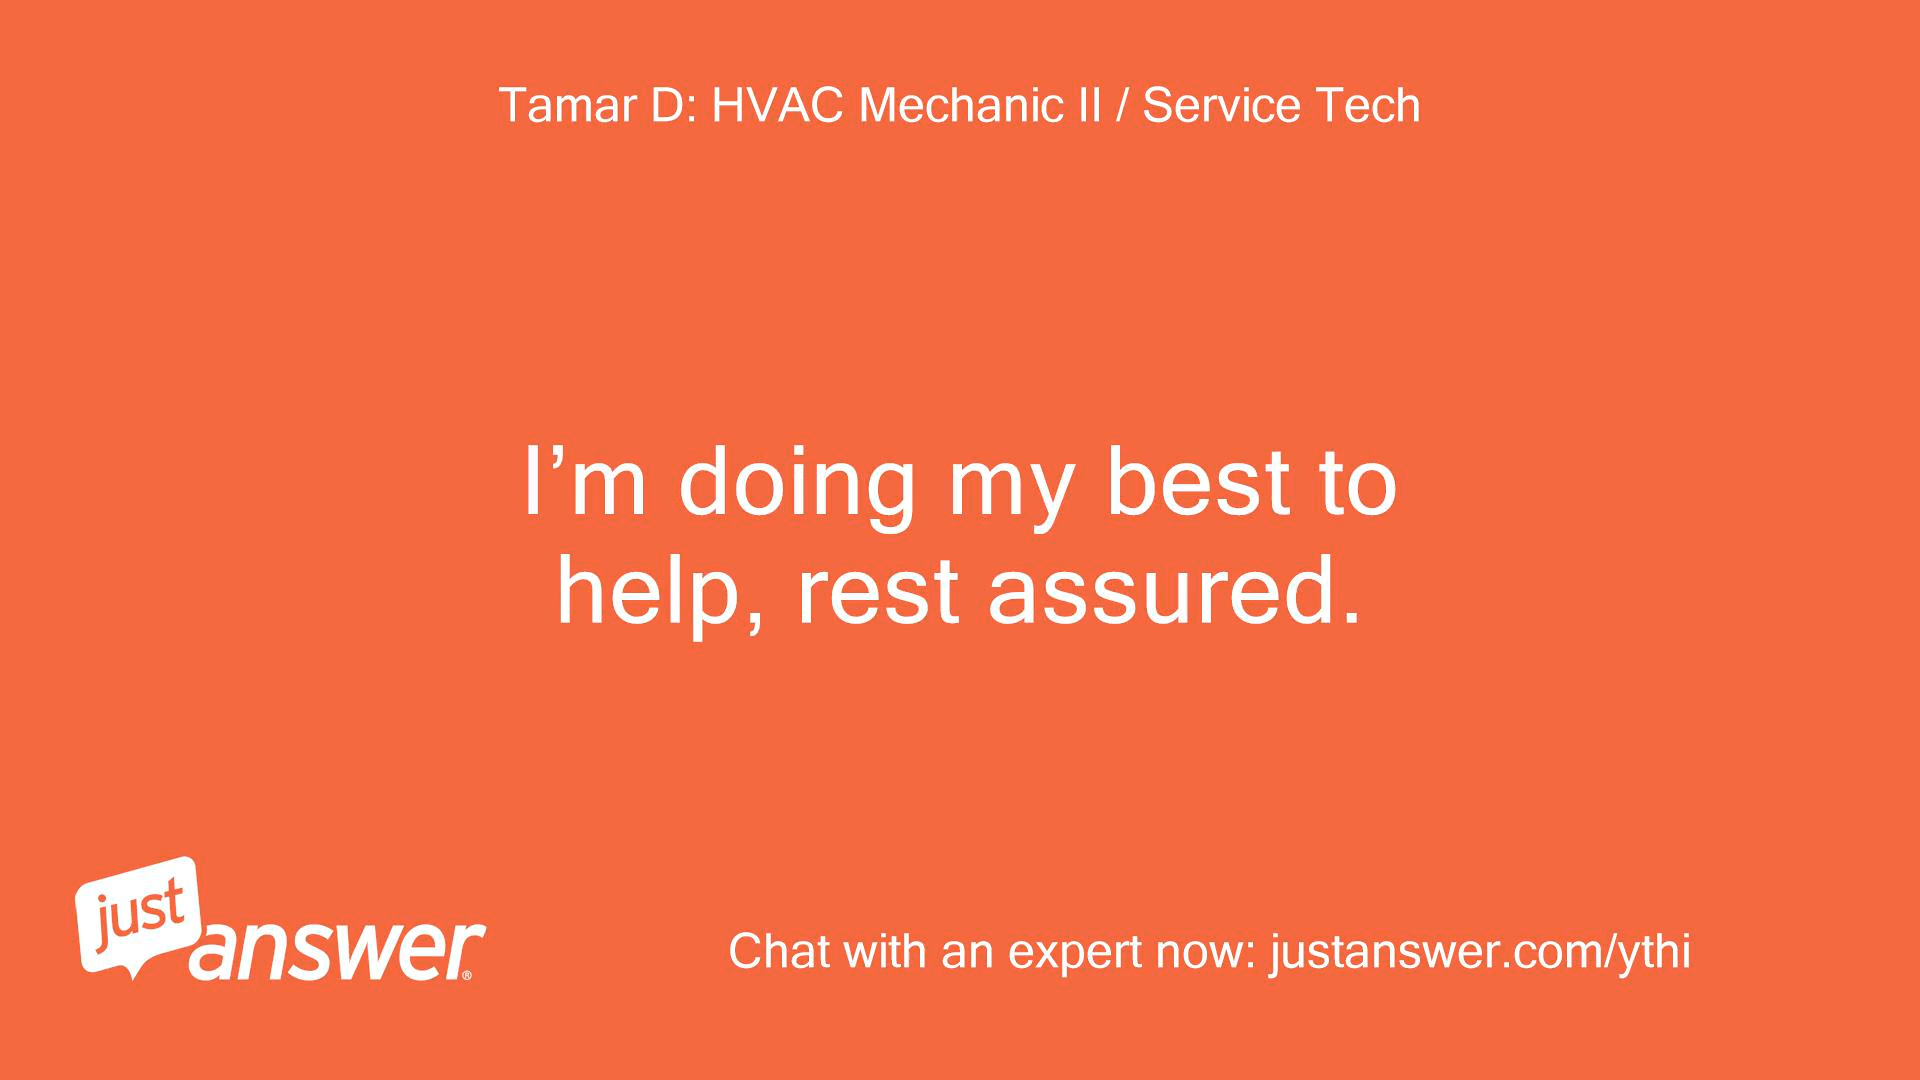 Tamar D: HVAC Mechanic II / Service Tech
I’m doing my best to
help, rest assured.
just
answer®
Chat with an expert now: justanswer.com/ythi